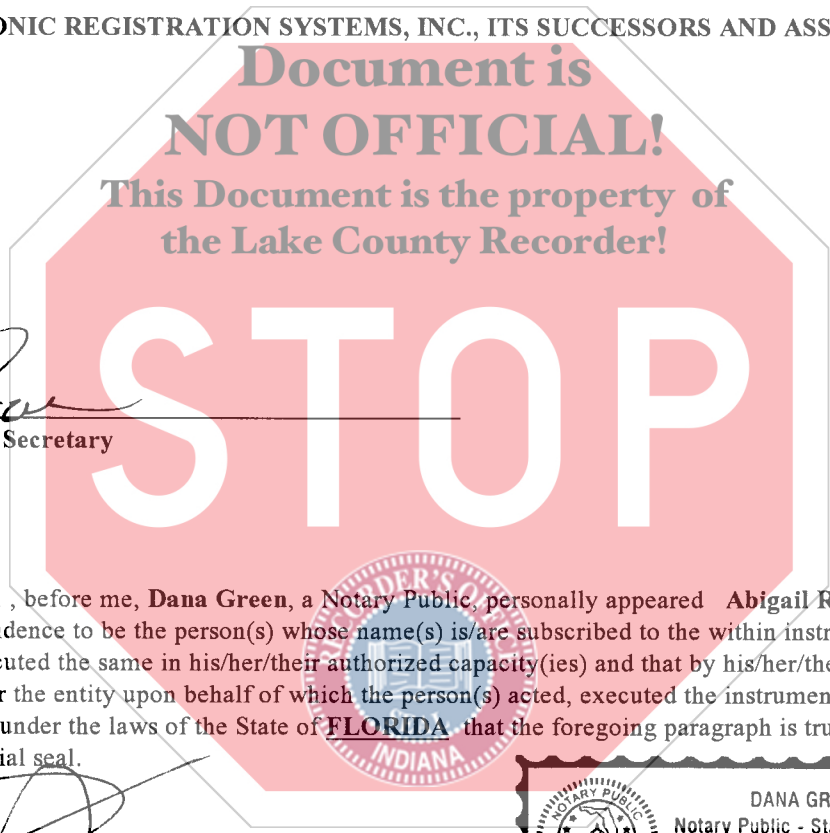 ONIC REGISTRATION SYSTEMS, INC., ITS SUCCESSORS AND ASS
Document is
NOT OFFICIAL!
This Document is the property of
the Lake County Recorder!
STOP
Secretary
, before me, Dana Green, a Notary Public, personally appeared Abigail R
dence to be the person(s) whose name(s) is/are subscribed to the within instr
cuted the same in his/her/their authorized capacity(ies) and that by his/her/the
r the entity upon behalf of which the person(s) acted, executed the instrumen
under the laws of the State of FLORIDA that the foregoing paragraph is tru
ial seal.
RECORDER'S OFFICE
INDIANA
NOTARY PUBLIC
DANA GR
Notary Public - Sta